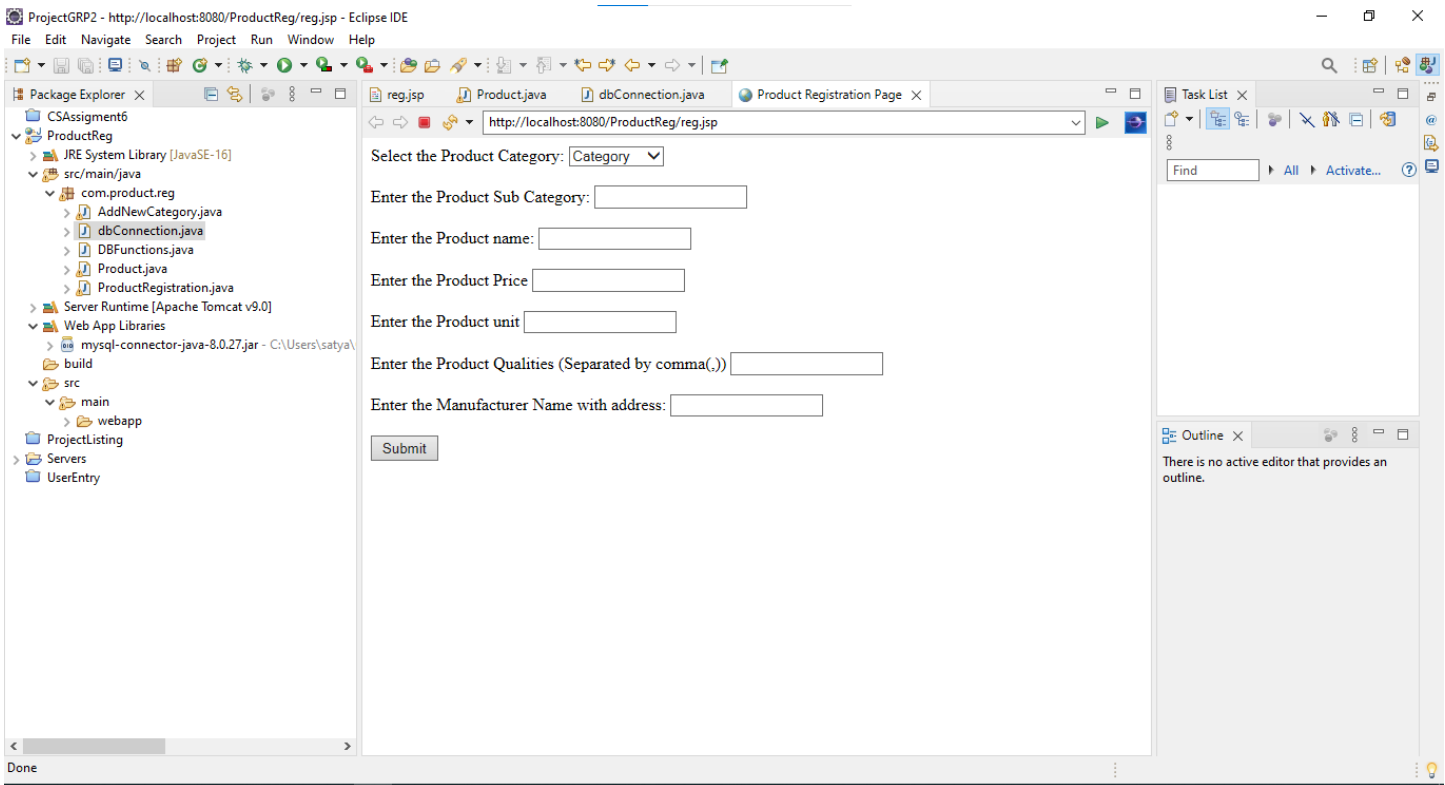 ProjectGRP2 - http://localhost:8080/ProductReg/reg.jsp - Eclipse IDE
File Edit Navigate Search Project Run Window Help
Package Explorer
CSAssigment6
ProductReg
JRE System Library [JavaSE-16]
src/main/java
com.product.reg
AddNewCategory.java
dbConnection.java
DBFunctions.java
Product.java
ProductRegistration.java
Server Runtime [Apache Tomcat v9.0]
Web App Libraries
mysql-connector-java-8.0.27.jar - C:\Users\satya\
build
src
main
webapp
ProjectListing
Servers
UserEntry
reg.jsp Product.java dbConnection.java Product Registration Page
http://localhost:8080/ProductReg/reg.jsp
Select the Product Category: Category
Enter the Product Sub Category:
Enter the Product name:
Enter the Product Price
Enter the Product unit
Enter the Product Qualities (Separated by comma(,))
Enter the Manufacturer Name with address:
Submit
Task List
Find All Activate...
Outline
There is no active editor that provides an
outline.
Done